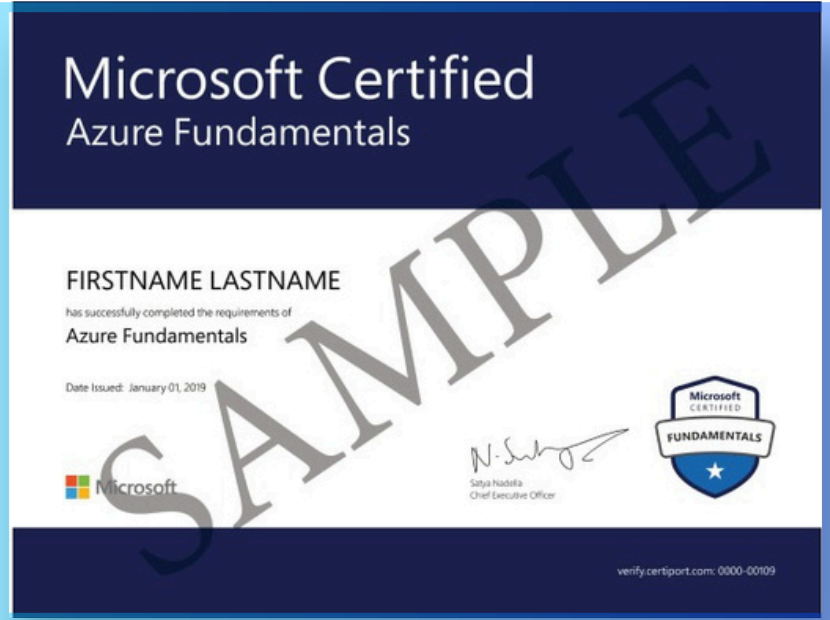 Microsoft Certified
Azure Fundamentals
FIRSTNAME LASTNAME
has successfully completed the requirements of
Azure Fundamentals
Date Issued: January 01, 2019
Microsoft
N. Satya
Satya Nadella
Chief Executive Officer
Microsoft
CERTIFIED
FUNDAMENTALS
verify.certiport.com: 0000-00109
SAMPLE